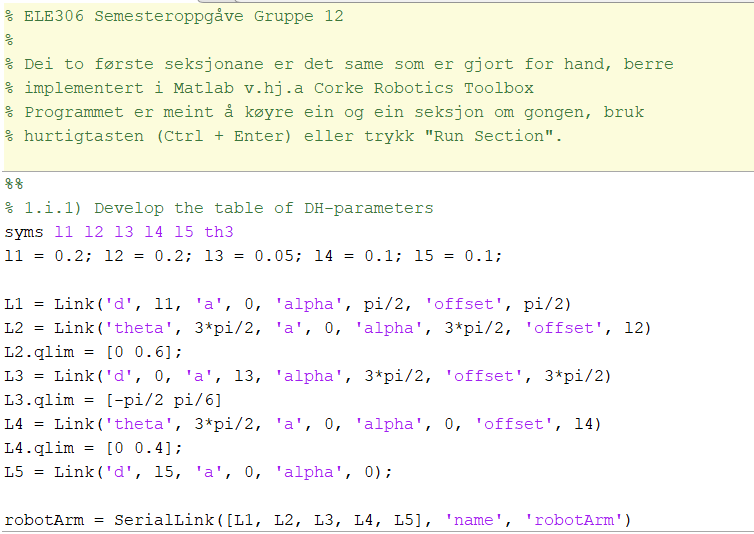 % ELE306 Semesteroppgåve Gruppe 12
%
% Dei to første seksjonane er det same som er gjort for hand, berre
% implementert i Matlab v.hj.a Corke Robotics Toolbox
% Programmet er meint å køyre ein og ein seksjon om gongen, bruk
% hurtigtasten (Ctrl + Enter) eller trykk "Run Section".
%%
% 1.i.1) Develop the table of DH-parameters
syms l1 l2 l3 l4 l5 th3
l1 = 0.2; l2 = 0.2; l3 = 0.05; l4 = 0.1; l5 = 0.1;
L1 = Link('d', l1, 'a', 0, 'alpha', pi/2, 'offset', pi/2)
L2 = Link('theta', 3*pi/2, 'a', 0, 'alpha', 3*pi/2, 'offset', l2)
L2.qlim = [0 0.6];
L3 = Link('d', 0, 'a', l3, 'alpha', 3*pi/2, 'offset', 3*pi/2)
L3.qlim = [-pi/2 pi/6]
L4 = Link('theta', 3*pi/2, 'a', 0, 'alpha', 0, 'offset', l4)
L4.qlim = [0 0.4];
L5 = Link('d', l5, 'a', 0, 'alpha', 0);
robotArm = SerialLink([L1, L2, L3, L4, L5], 'name', 'robotArm')